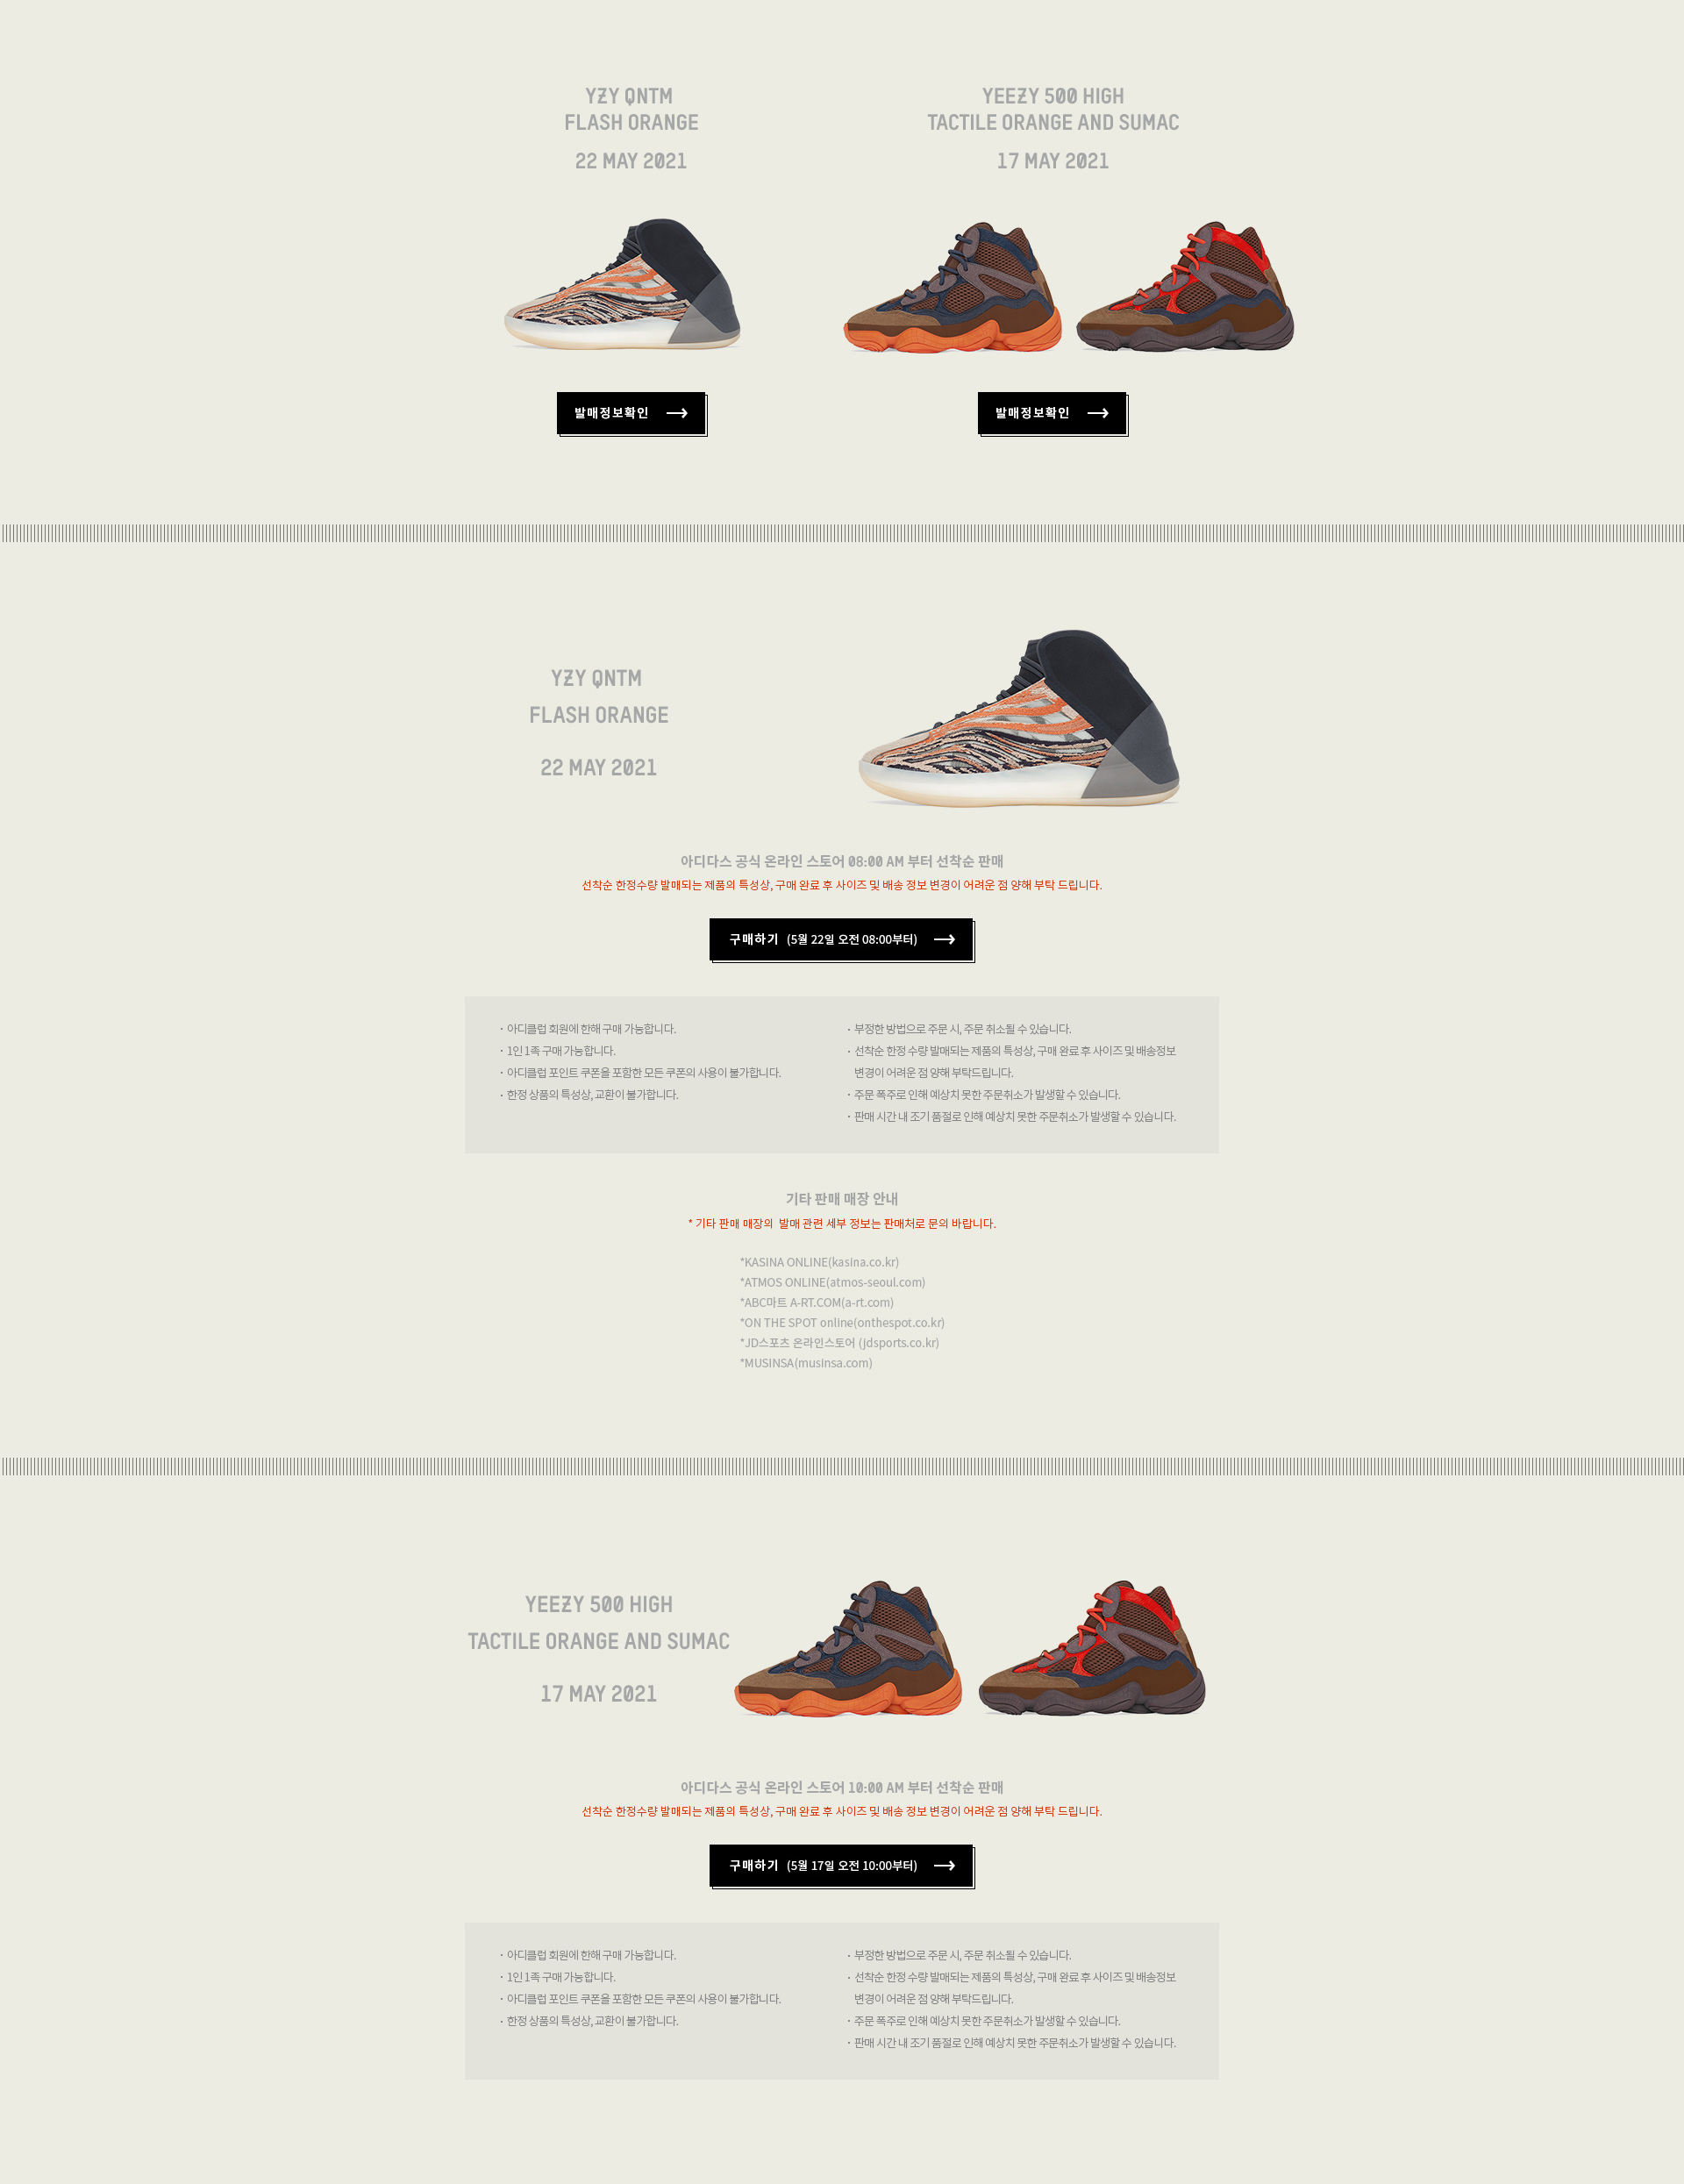 YZY QNTM
FLASH ORANGE
22 MAY 2021
발매정보확인
YEEZY 500 HIGH
TACTILE ORANGE AND SUMAC
17 MAY 2021
발매정보확인
YZY QNTM
FLASH ORANGE
22 MAY 2021
아디다스 공식 온라인 스토어 08:00 AM 부터 선착순 판매
선착순 한정수량 발매되는 제품의 특성상, 구매 완료 후 사이즈 및 배송 정보 변경이 어려운 점 양해 부탁 드립니다.
구매하기 (5월 22일 오전 08:00부터)
· 아디클럽 회원에 한해 구매 가능합니다.
· 1인 1족 구매 가능합니다.
· 아디클럽 포인트 쿠폰을 포함한 모든 쿠폰의 사용이 불가합니다.
· 한정 상품의 특성상, 교환이 불가합니다.
· 부정한 방법으로 주문 시, 주문 취소될 수 있습니다.
· 선착순 한정 수량 발매되는 제품의 특성상, 구매 완료 후 사이즈 및 배송정보
변경이 어려운 점 양해 부탁드립니다.
· 주문 폭주로 인해 예상치 못한 주문취소가 발생할 수 있습니다.
· 판매 시간 내 조기 품절로 인해 예상치 못한 주문취소가 발생할 수 있습니다.
기타 판매 매장 안내
* 기타 판매 매장의 발매 관련 세부 정보는 판매처로 문의 바랍니다.
*KASINA ONLINE(kasina.co.kr)
*ATMOS ONLINE(atmos-seoul.com)
*ABC마트 A-RT.COM(a-rt.com)
*ON THE SPOT online(onthespot.co.kr)
*JD스포츠 온라인스토어 (jdsports.co.kr)
*MUSINSA(musinsa.com)
YEEZY 500 HIGH
TACTILE ORANGE AND SUMAC
17 MAY 2021
아디다스 공식 온라인 스토어 10:00 AM 부터 선착순 판매
선착순 한정수량 발매되는 제품의 특성상, 구매 완료 후 사이즈 및 배송 정보 변경이 어려운 점 양해 부탁 드립니다.
구매하기 (5월 17일 오전 10:00부터)
· 아디클럽 회원에 한해 구매 가능합니다.
· 1인 1족 구매 가능합니다.
· 아디클럽 포인트 쿠폰을 포함한 모든 쿠폰의 사용이 불가합니다.
· 한정 상품의 특성상, 교환이 불가합니다.
· 부정한 방법으로 주문 시, 주문 취소될 수 있습니다.
· 선착순 한정 수량 발매되는 제품의 특성상, 구매 완료 후 사이즈 및 배송정보
변경이 어려운 점 양해 부탁드립니다.
· 주문 폭주로 인해 예상치 못한 주문취소가 발생할 수 있습니다.
· 판매 시간 내 조기 품절로 인해 예상치 못한 주문취소가 발생할 수 있습니다.